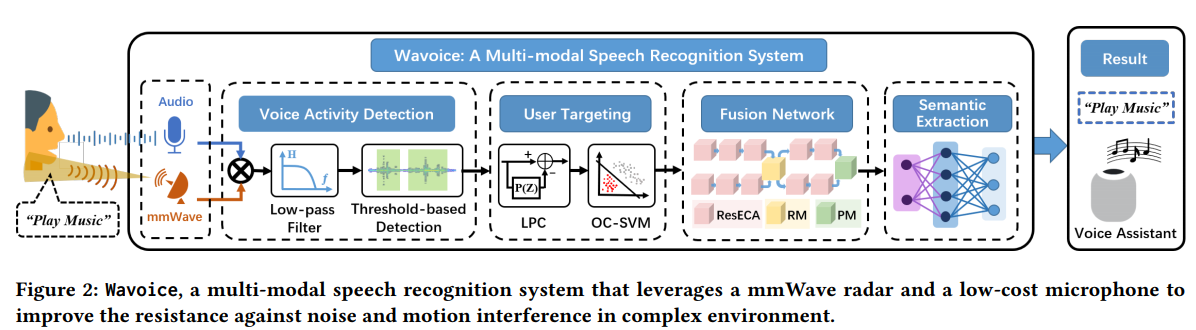 Wavoice: A Multi-modal Speech Recognition System
Audio
mmWave
"Play Music"
Voice Activity Detection
H
f
Low-pass
Filter
Threshold-based
Detection
User Targeting
+
−
P(Z)
LPC
OC-SVM
Fusion Network
ResECA
RM
PM
Semantic
Extraction
Result
"Play Music"
Voice Assistant
Figure 2: Wavoice, a multi-modal speech recognition system that leverages a mmWave radar and a low-cost microphone to
improve the resistance against noise and motion interference in complex environment.